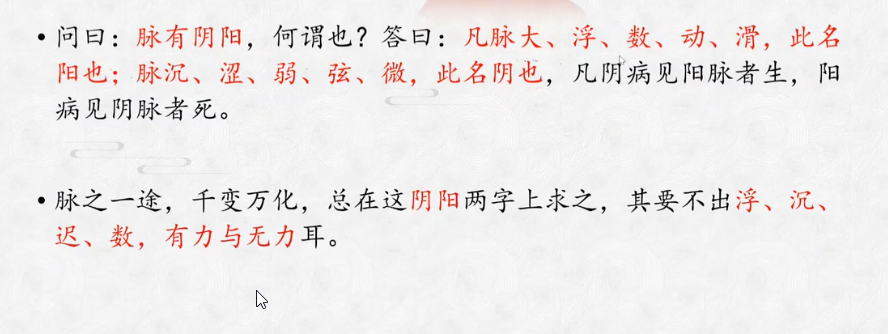 • 问曰：脉有阴阳，何谓也？答曰：凡脉大、浮、数、动、滑，此名
阳也；脉沉、涩、弱、弦、微，此名阴也，凡阴病见阳脉者生，阳
病见阴脉者死。
• 脉之一途，千变万化，总在这阴阳两字上求之，其要不出浮、沉、
迟、数，有力与无力耳。